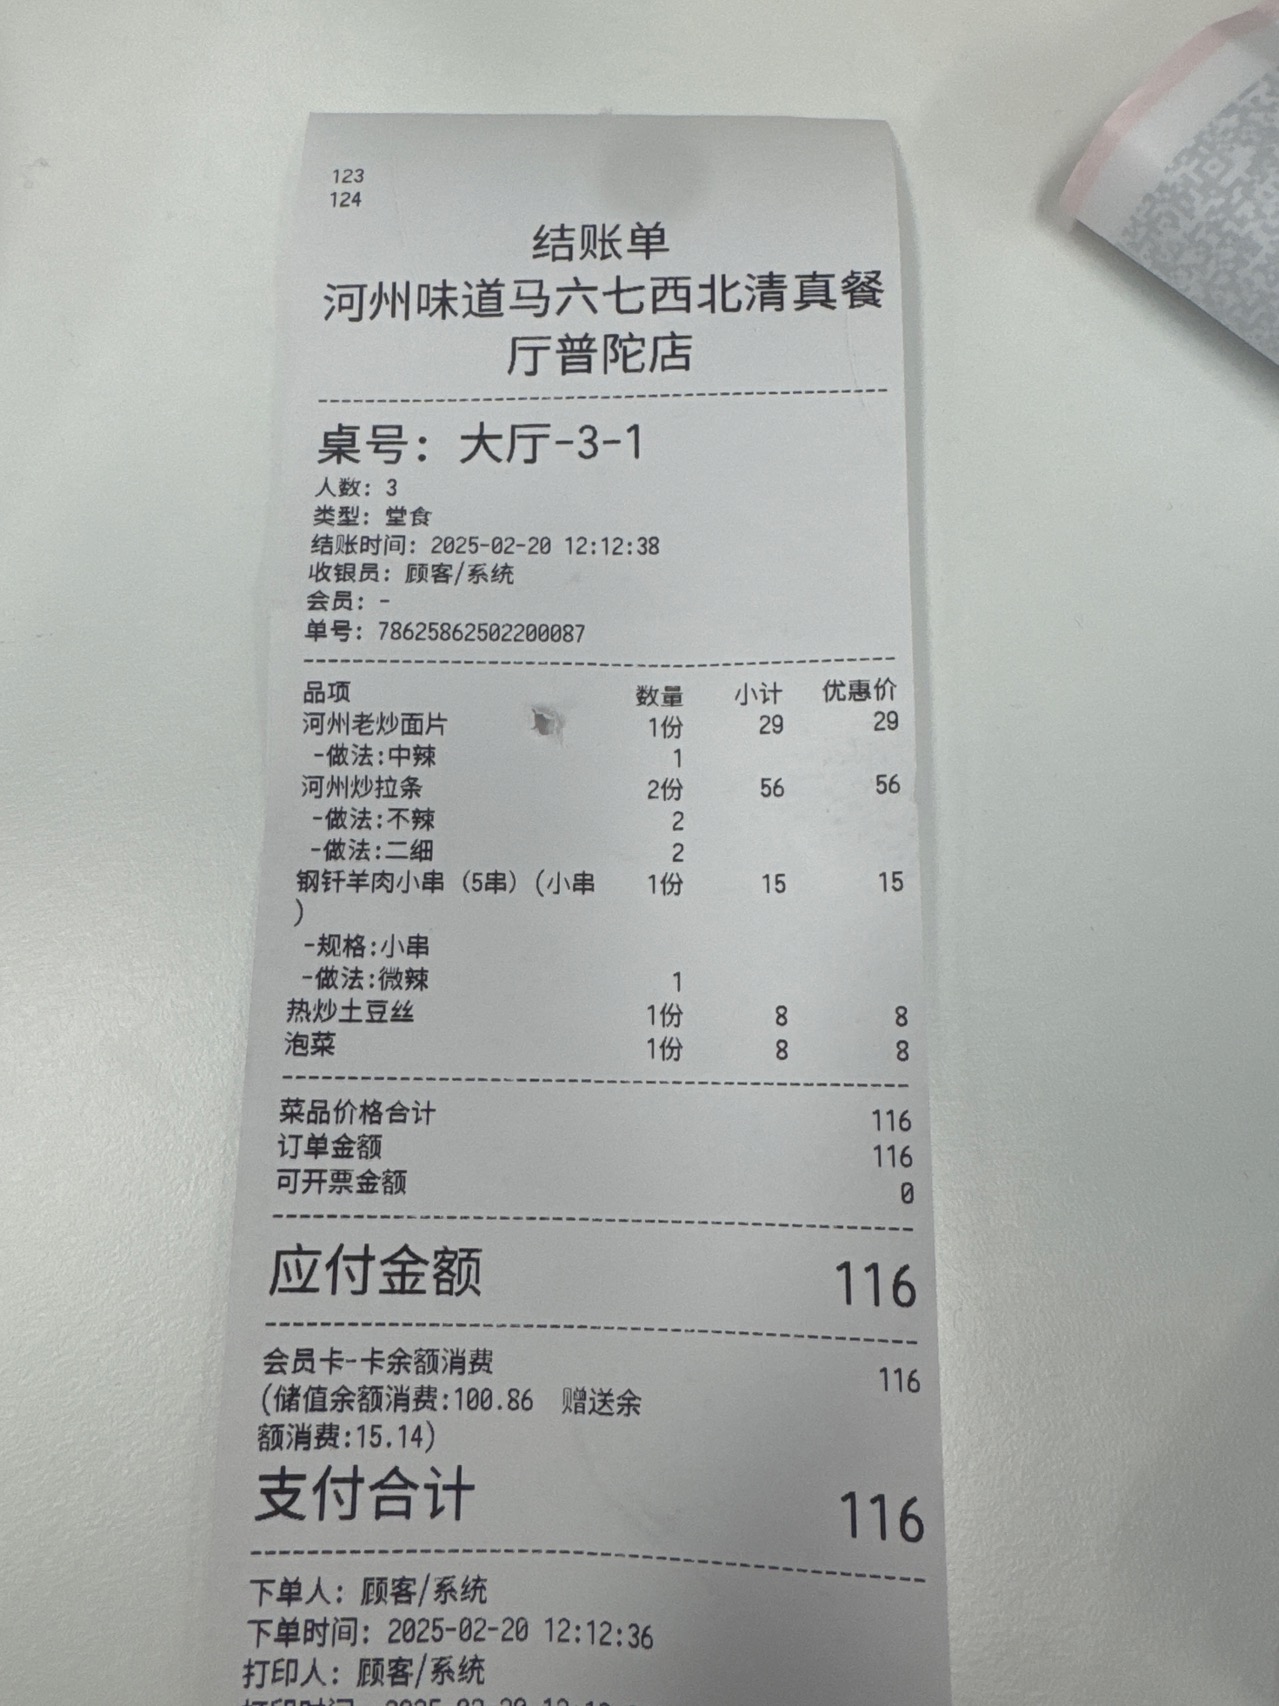 123
124
结账单
河州味道马六七西北清真餐
厅普陀店
桌号：大厅-3-1
人数：3
类型：堂食
结账时间：2025-02-20 12:12:38
收银员：顾客/系统
会员：-
单号：78625862502200087
品项 数量 小计 优惠价
河州老炒面片 1份 29 29
-做法:中辣 1
河州炒拉条 2份 56 56
-做法:不辣 2
-做法:二细 2
钢钎羊肉小串（5串）(小串 1份 15 15
)
-规格:小串
-做法:微辣 1
热炒土豆丝 1份 8 8
泡菜 1份 8 8
菜品价格合计 116
订单金额 116
可开票金额 0
应付金额 116
会员卡-卡余额消费 116
(储值余额消费:100.86 赠送余
额消费:15.14)
支付合计 116
下单人：顾客/系统
下单时间：2025-02-20 12:12:36
打印人：顾客/系统
打印时间：2025-02-20